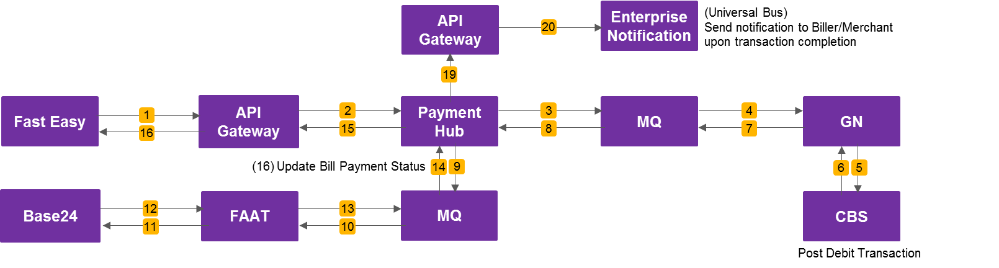 API
Gateway
20
Enterprise
Notification
(Universal Bus)
Send notification to Biller/Merchant
upon transaction completion
19
Fast Easy
1
16
API
Gateway
2
15
Payment
Hub
3
8
MQ
4
7
GN
(16) Update Bill Payment Status
14
9
6
5
Base24
12
11
FAAT
13
10
MQ
CBS
Post Debit Transaction